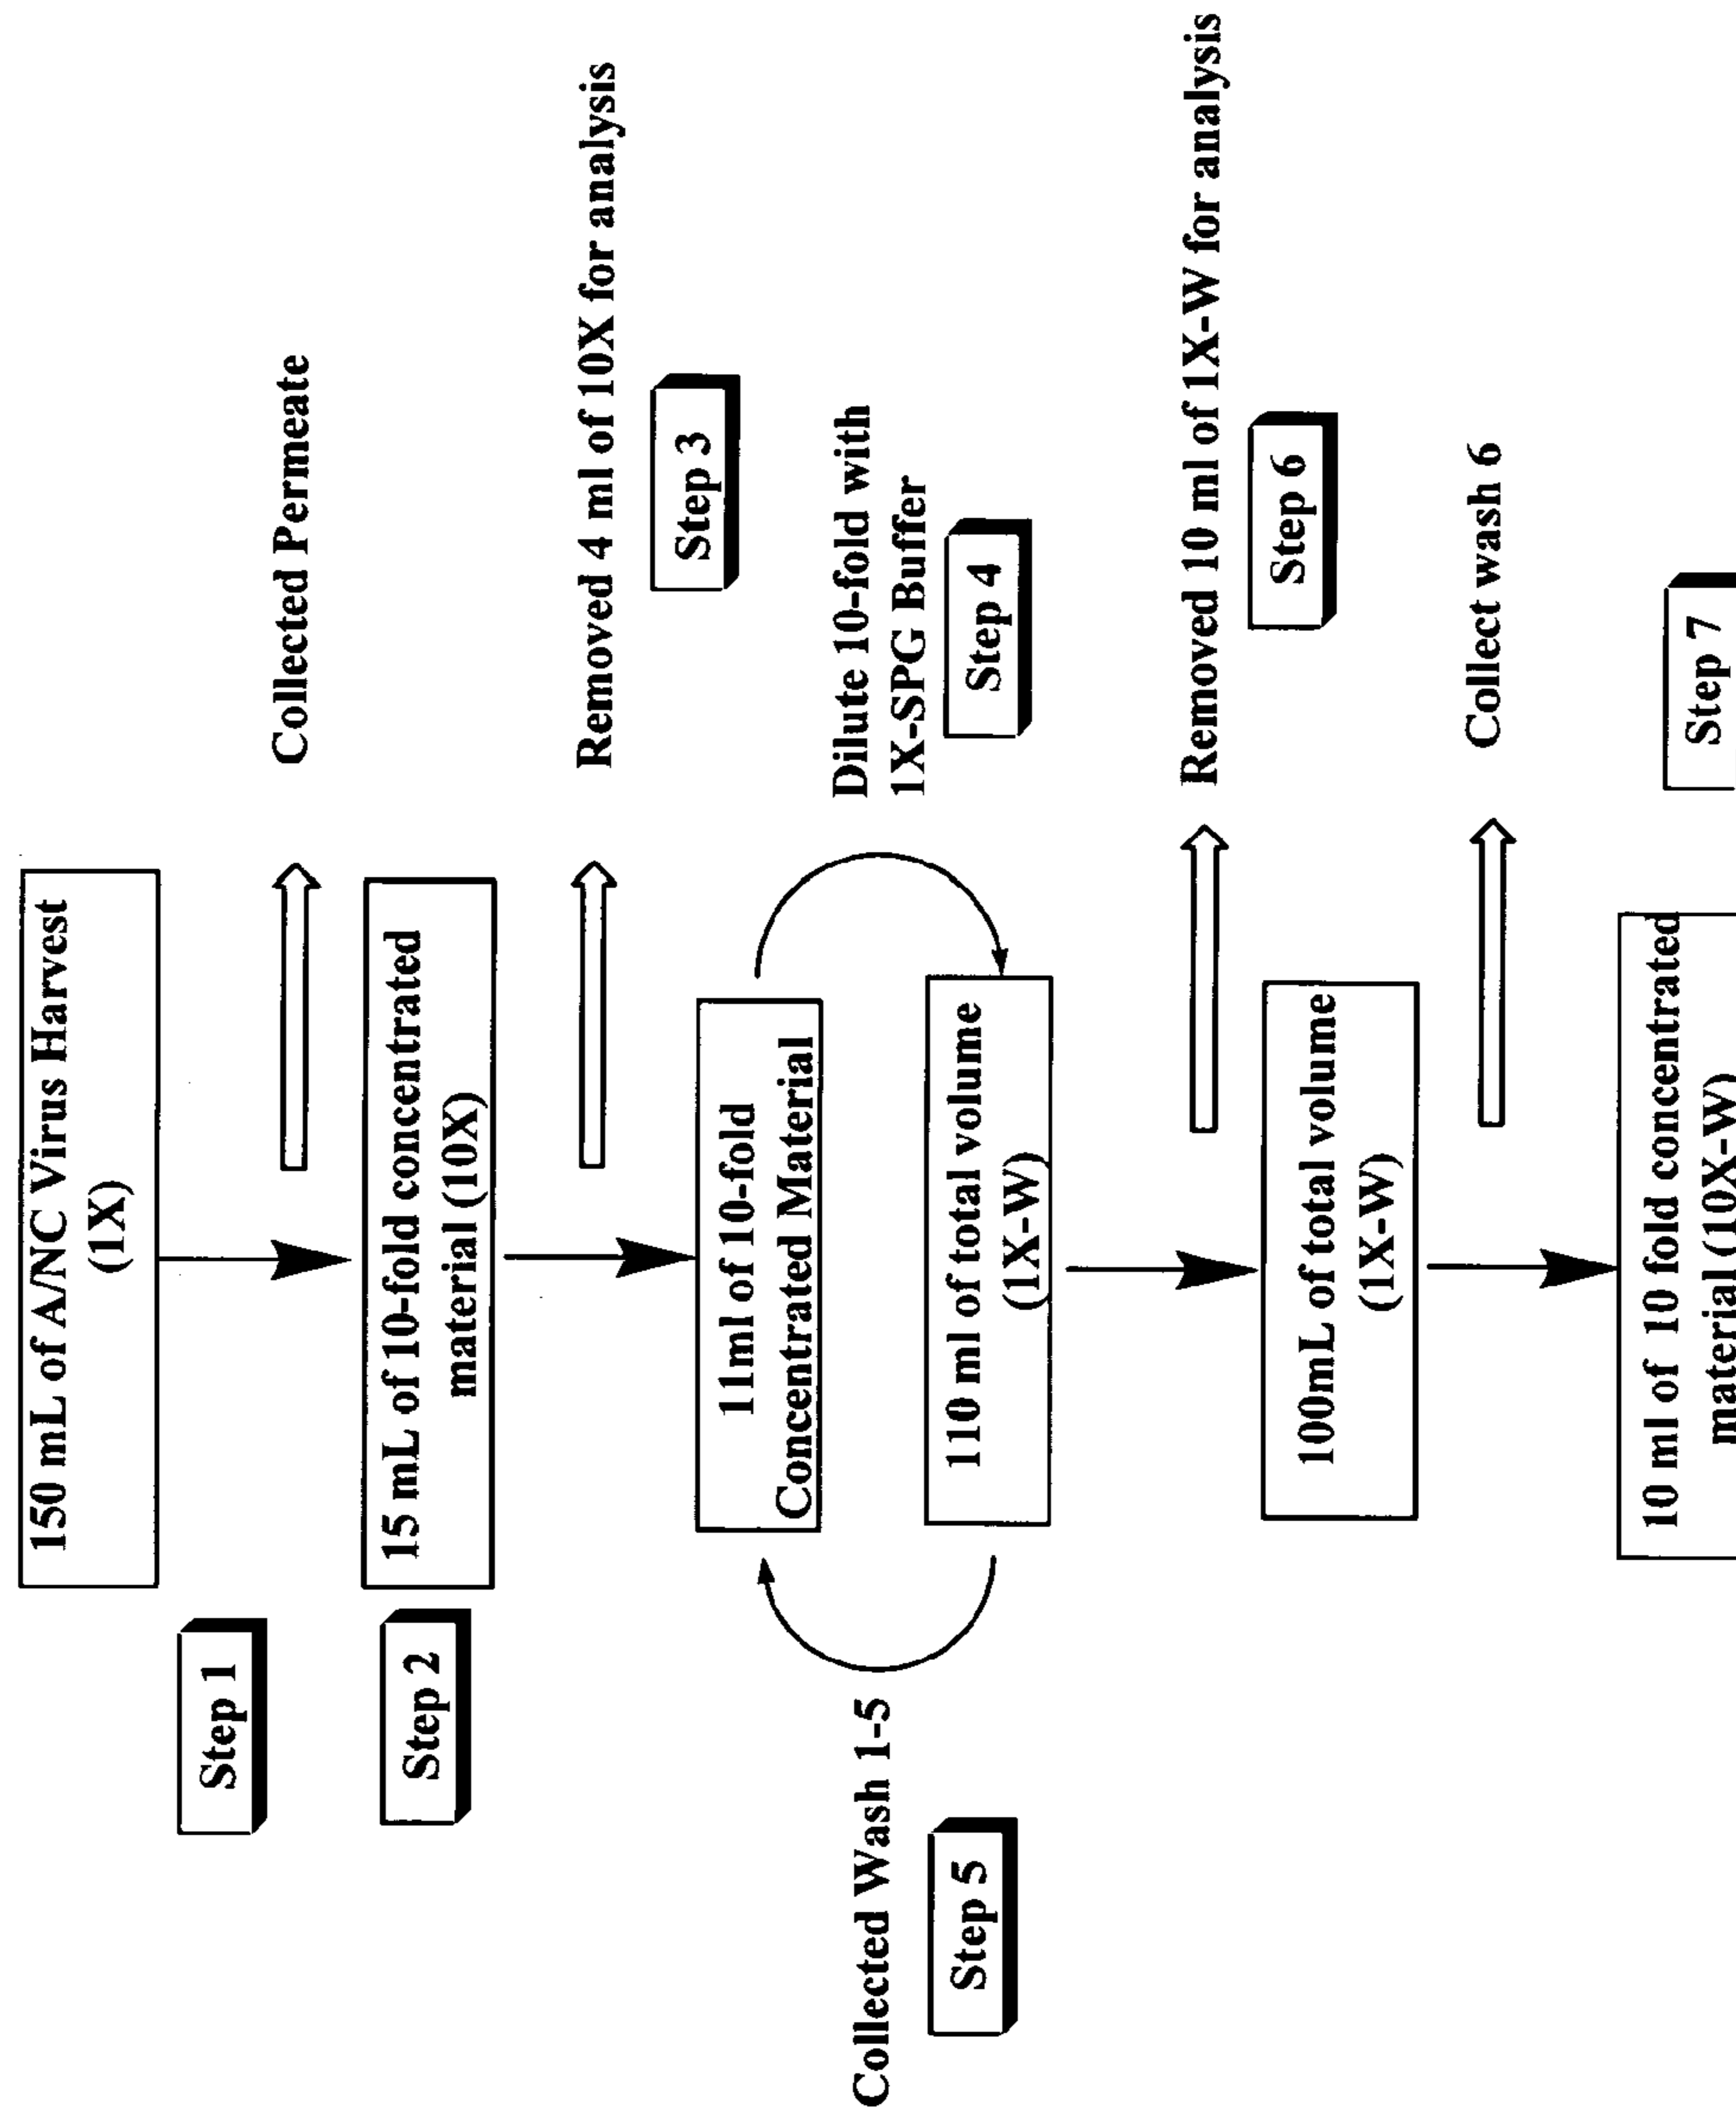 150 mL of A/NC Virus Harvest
(1X)
Step 1
Collected Permeate
15 mL of 10-fold concentrated
material (10X)
Step 2
Removed 4 ml of 10X for analysis
Step 3
11ml of 10-fold
Concentrated Material
Dilute 10-fold with
1X-SPG Buffer
Step 4
Collected Wash 1-5
Step 5
110 ml of total volume
(1X-W)
Removed 10 ml of 1X-W for analysis
Step 6
100mL of total volume
(1X-W)
Collect wash 6
Step 7
10 ml of 10 fold concentrated
material (10X-W)